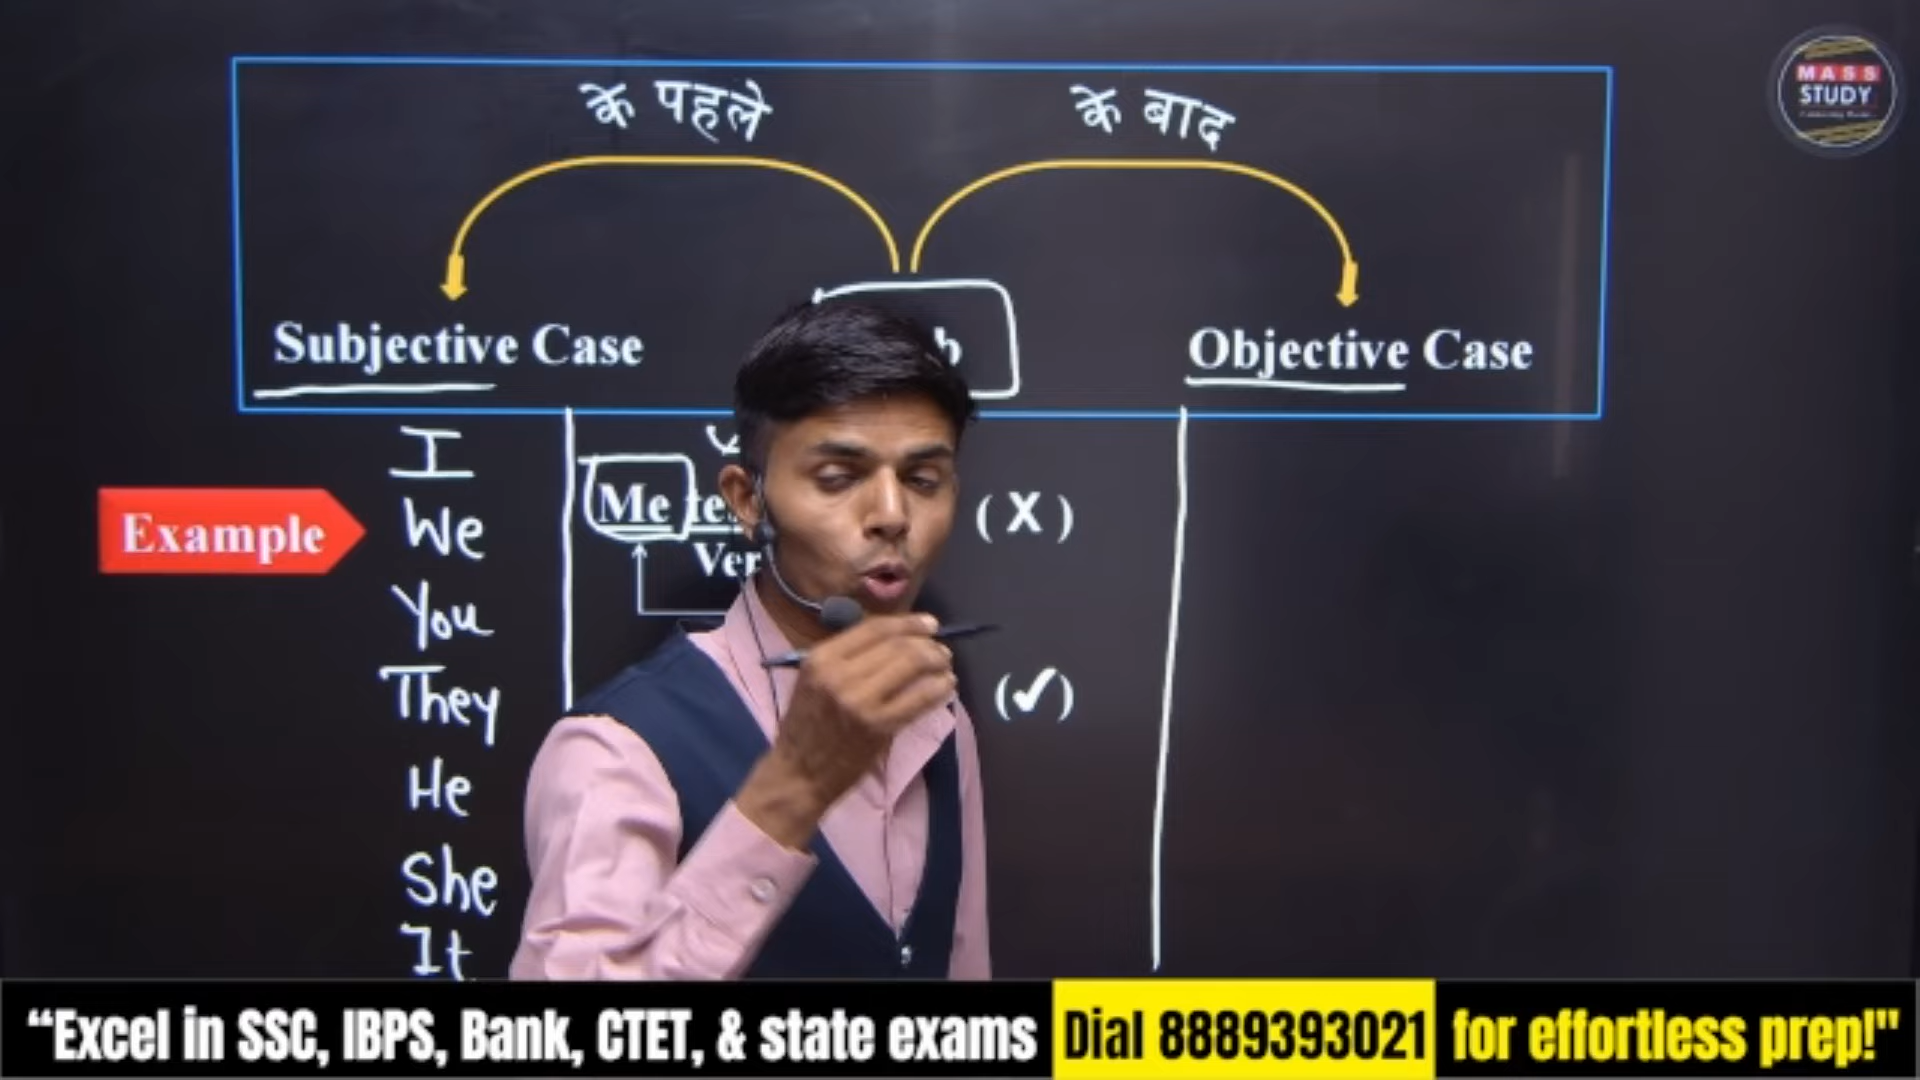 MASS
STUDY
के पहले
के बाद
Subjective Case
Objective Case
I
Me
(X)
Example
We
You
(✓)
They
He
She
It
“Excel in SSC, IBPS, Bank, CTET, & state exams Dial 8889393021 for effortless prep!"